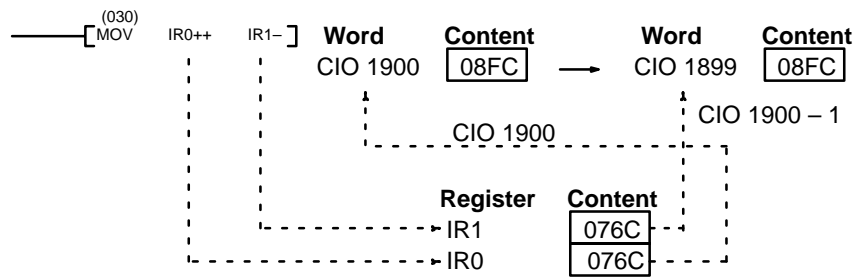 (030)
MOV IR0++ IR1–
Word Content Word Content
CIO 1900 08FC CIO 1899 08FC
CIO 1900 – 1
CIO 1900
Register Content
IR1 076C
IR0 076C